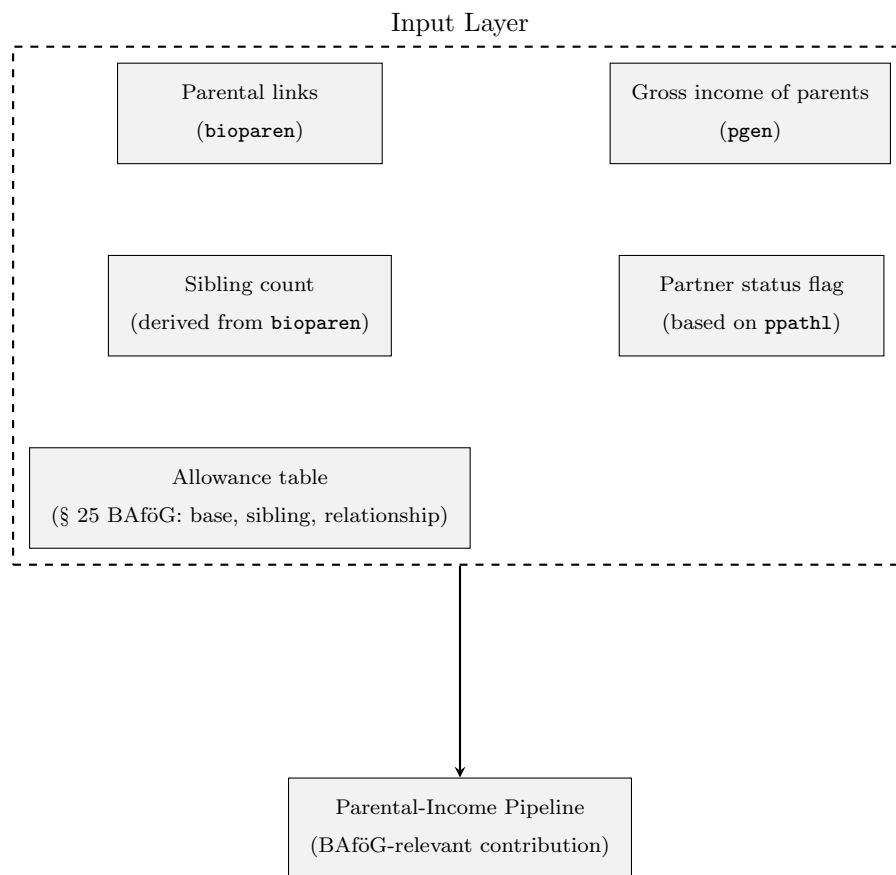 Input Layer
Parental links
(bioparen)
Gross income of parents
(pgen)
Sibling count
(derived from bioparen)
Partner status flag
(based on ppathl)
Allowance table
(§ 25 BAföG: base, sibling, relationship)
Parental-Income Pipeline
(BAföG-relevant contribution)